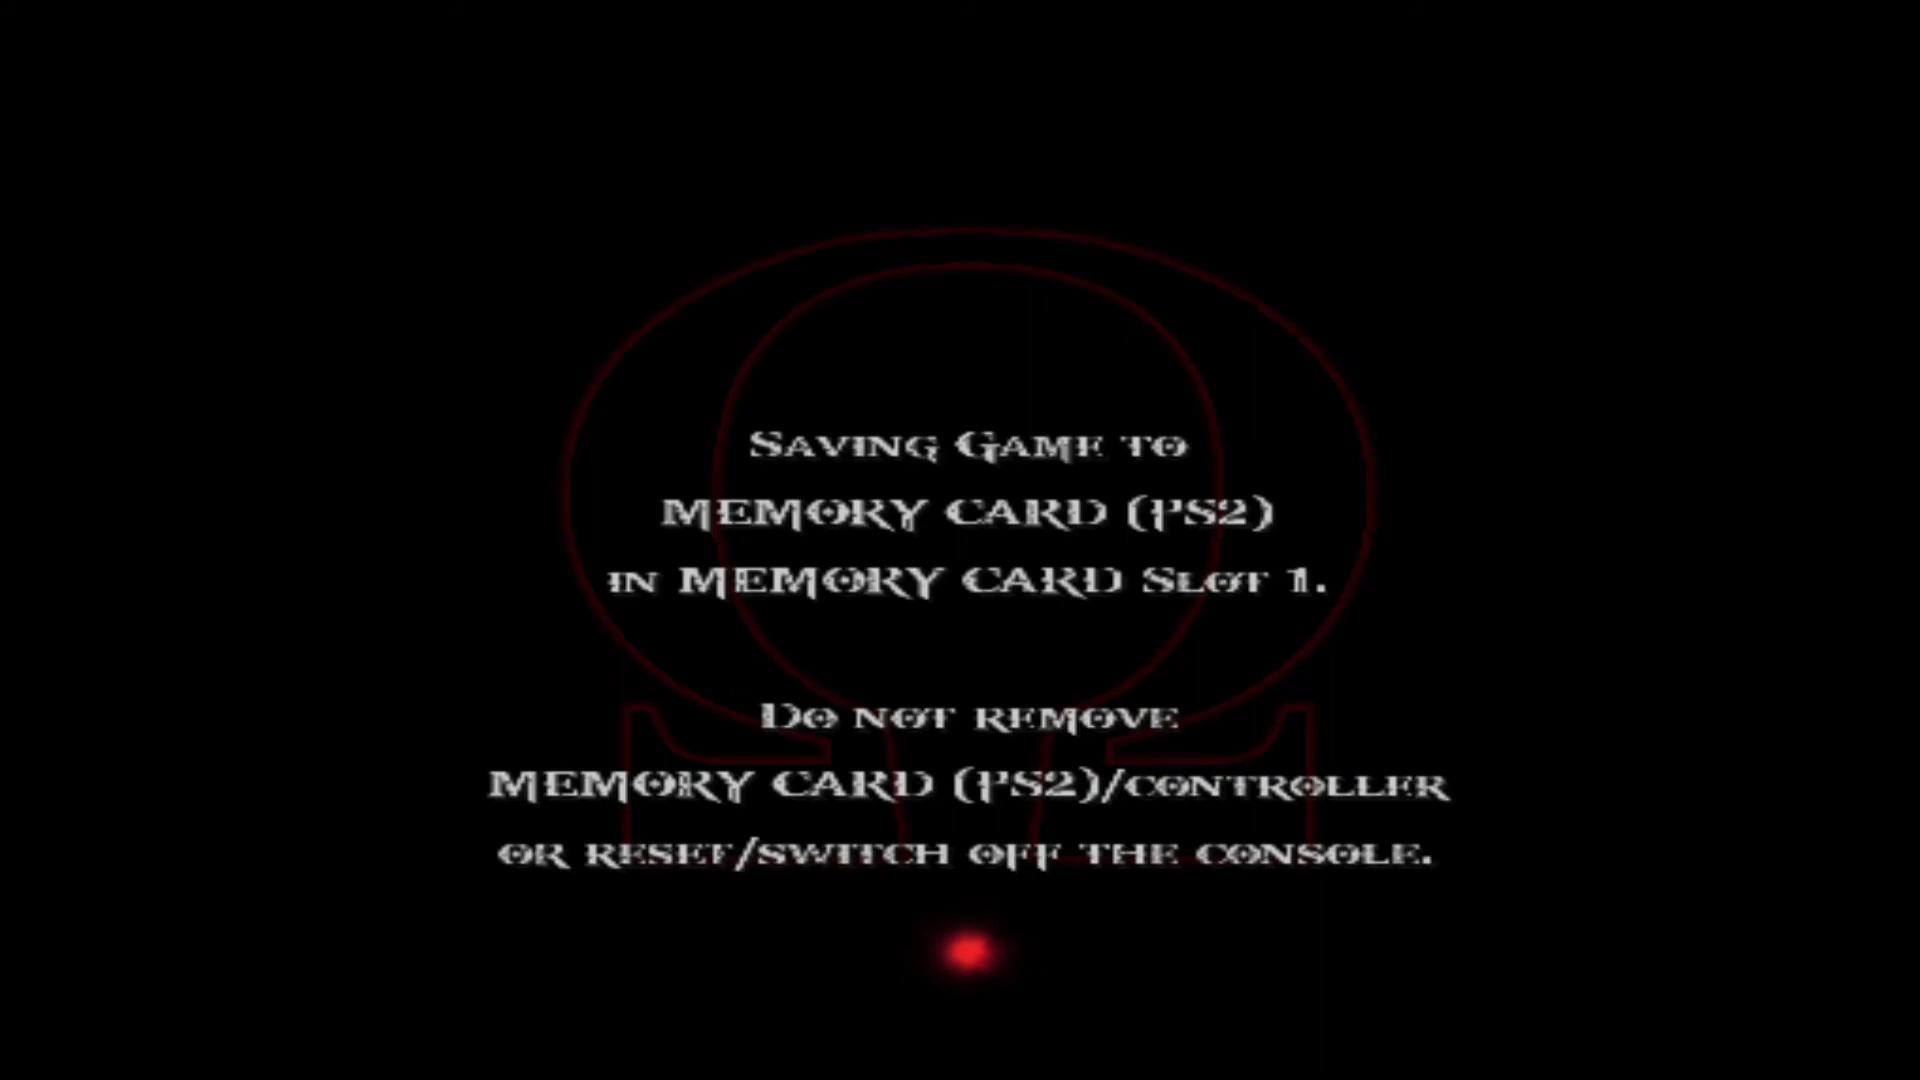 Saving Game to
MEMORY CARD (PS2)
in MEMORY CARD Slot 1.
Do not remove
MEMORY CARD (PS2)/controller
or reset/switch off the console.